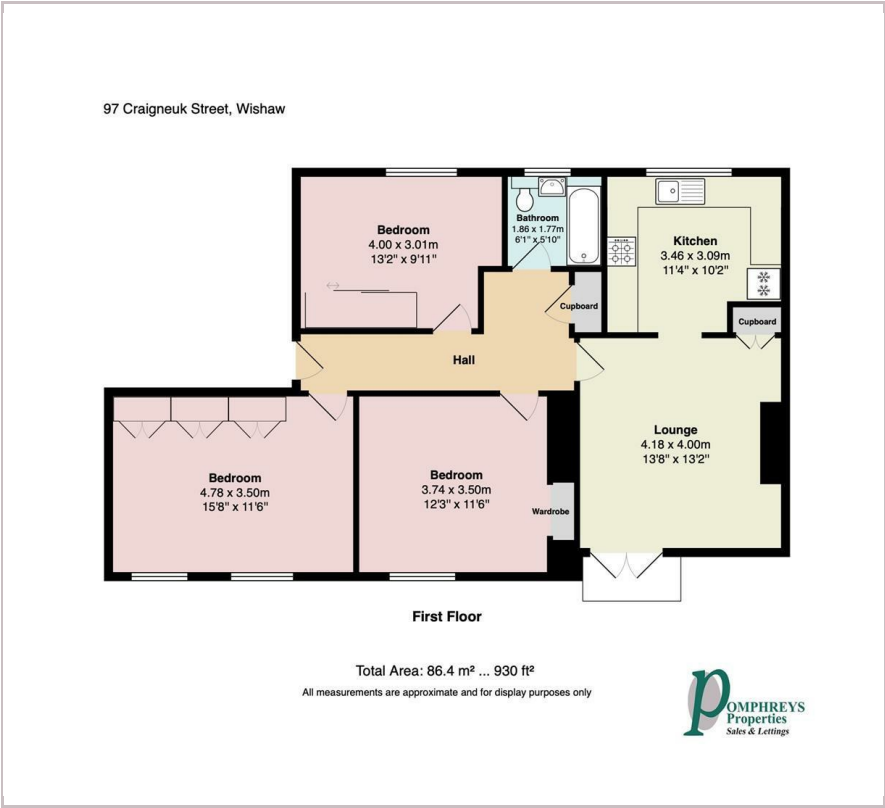 97 Craigneuk Street, Wishaw
Bedroom
4.00 x 3.01m
13'2" x 9'11"
Bathroom
1.86 x 1.77m
6'1" x 5'10"
Kitchen
3.46 x 3.09m
11'4" x 10'2"
Cupboard
Cupboard
Hall
Lounge
4.18 x 4.00m
13'8" x 13'2"
Bedroom
4.78 x 3.50m
15'8" x 11'6"
Bedroom
3.74 x 3.50m
12'3" x 11'6"
Wardrobe
First Floor
Total Area: 86.4 m² ... 930 ft²
All measurements are approximate and for display purposes only
POMPHREYS
Properties
Sales & Lettings